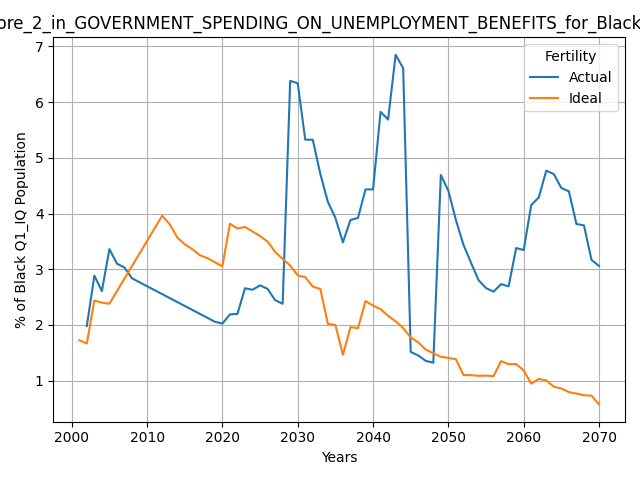 ore_2_in_GOVERNMENT_SPENDING_ON_UNEMPLOYMENT_BENEFITS_for_Black
Fertility
Actual
Ideal
% of Black Q1_IQ Population
7
6
5
4
3
2
1
2000 2010 2020 2030 2040 2050 2060 2070
Years